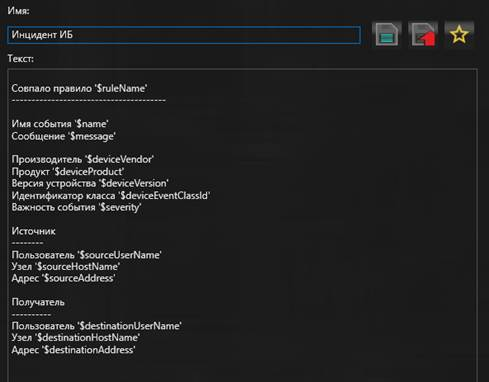 Имя:
Инцидент ИБ
Текст:
Совпало правило '$ruleName'
---------------------------------------
Имя события '$name'
Сообщение '$message'
Производитель '$deviceVendor'
Продукт '$deviceProduct'
Версия устройства '$deviceVersion'
Идентификатор класса '$deviceEventClassId'
Важность события '$severity'
Источник
--------
Пользователь '$sourceUserName'
Узел '$sourceHostName'
Адрес '$sourceAddress'
Получатель
----------
Пользователь '$destinationUserName'
Узел '$destinationHostName'
Адрес '$destinationAddress'